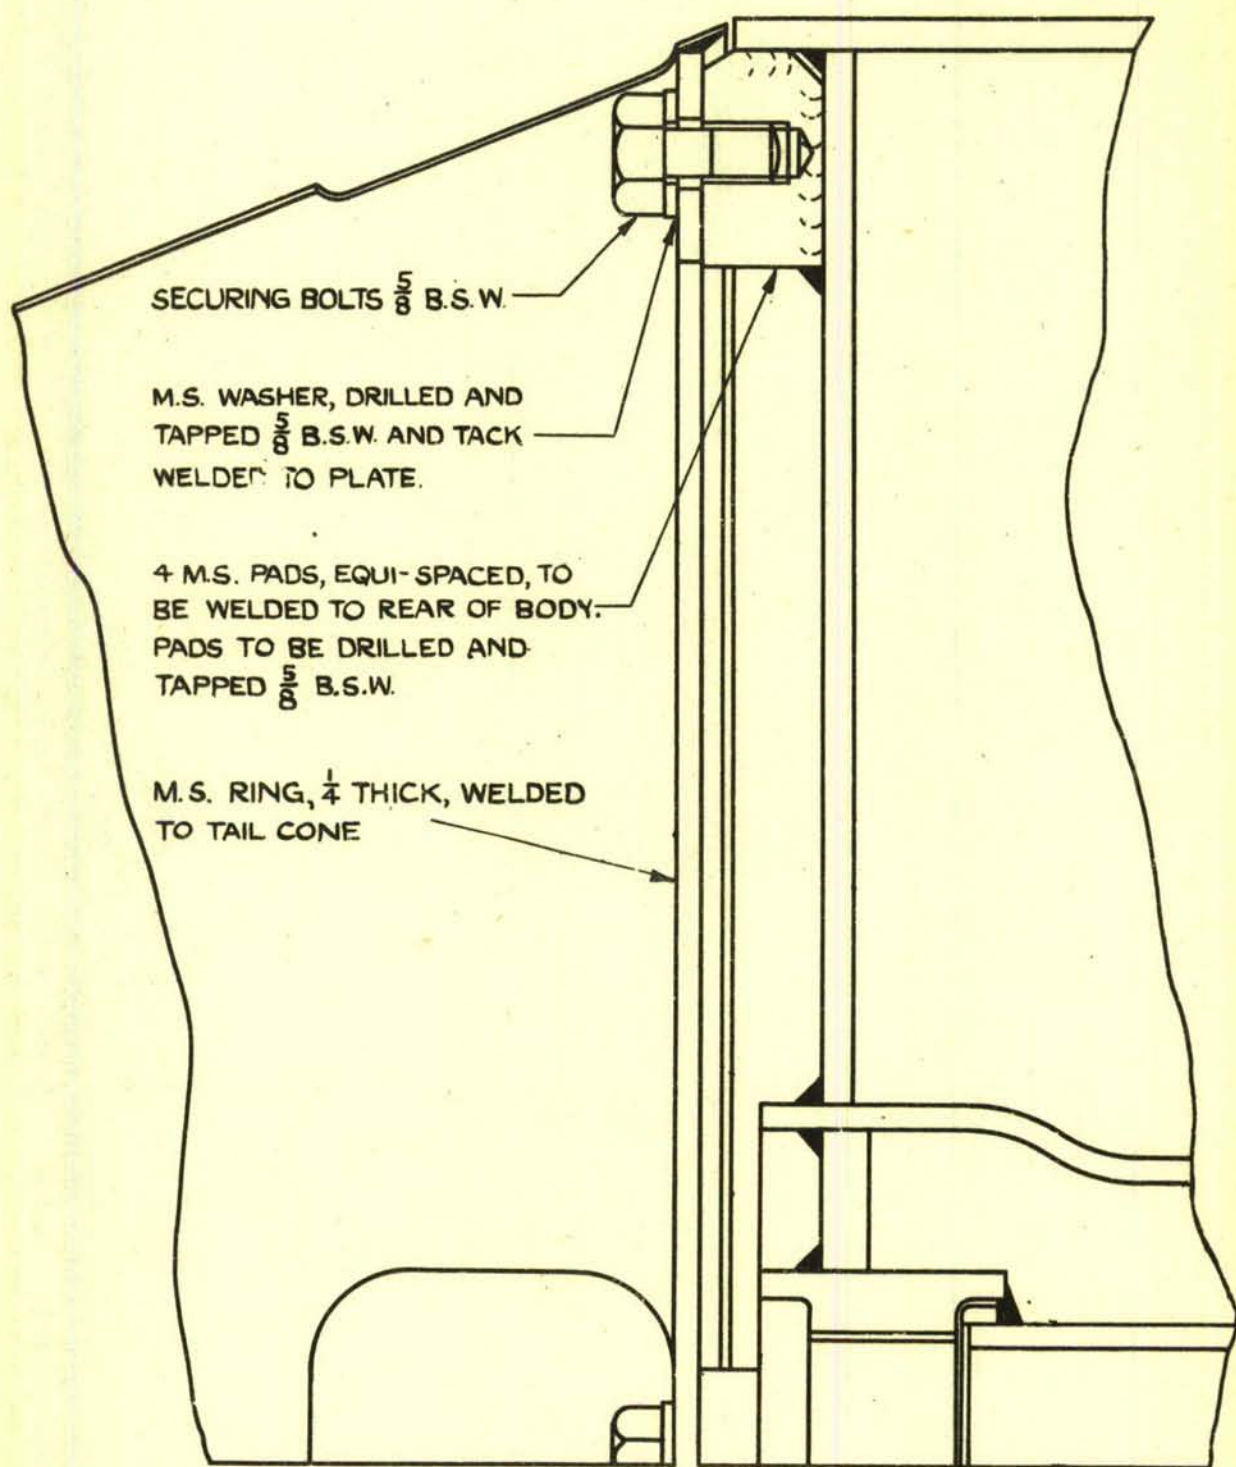 SECURING BOLTS 5/8 B.S.W.
M.S. WASHER, DRILLED AND
TAPPED 5/8 B.S.W. AND TACK
WELDED TO PLATE.
4 M.S. PADS, EQUI-SPACED, TO
BE WELDED TO REAR OF BODY.
PADS TO BE DRILLED AND
TAPPED 5/8 B.S.W.
M.S. RING, 1/4 THICK, WELDED
TO TAIL CONE